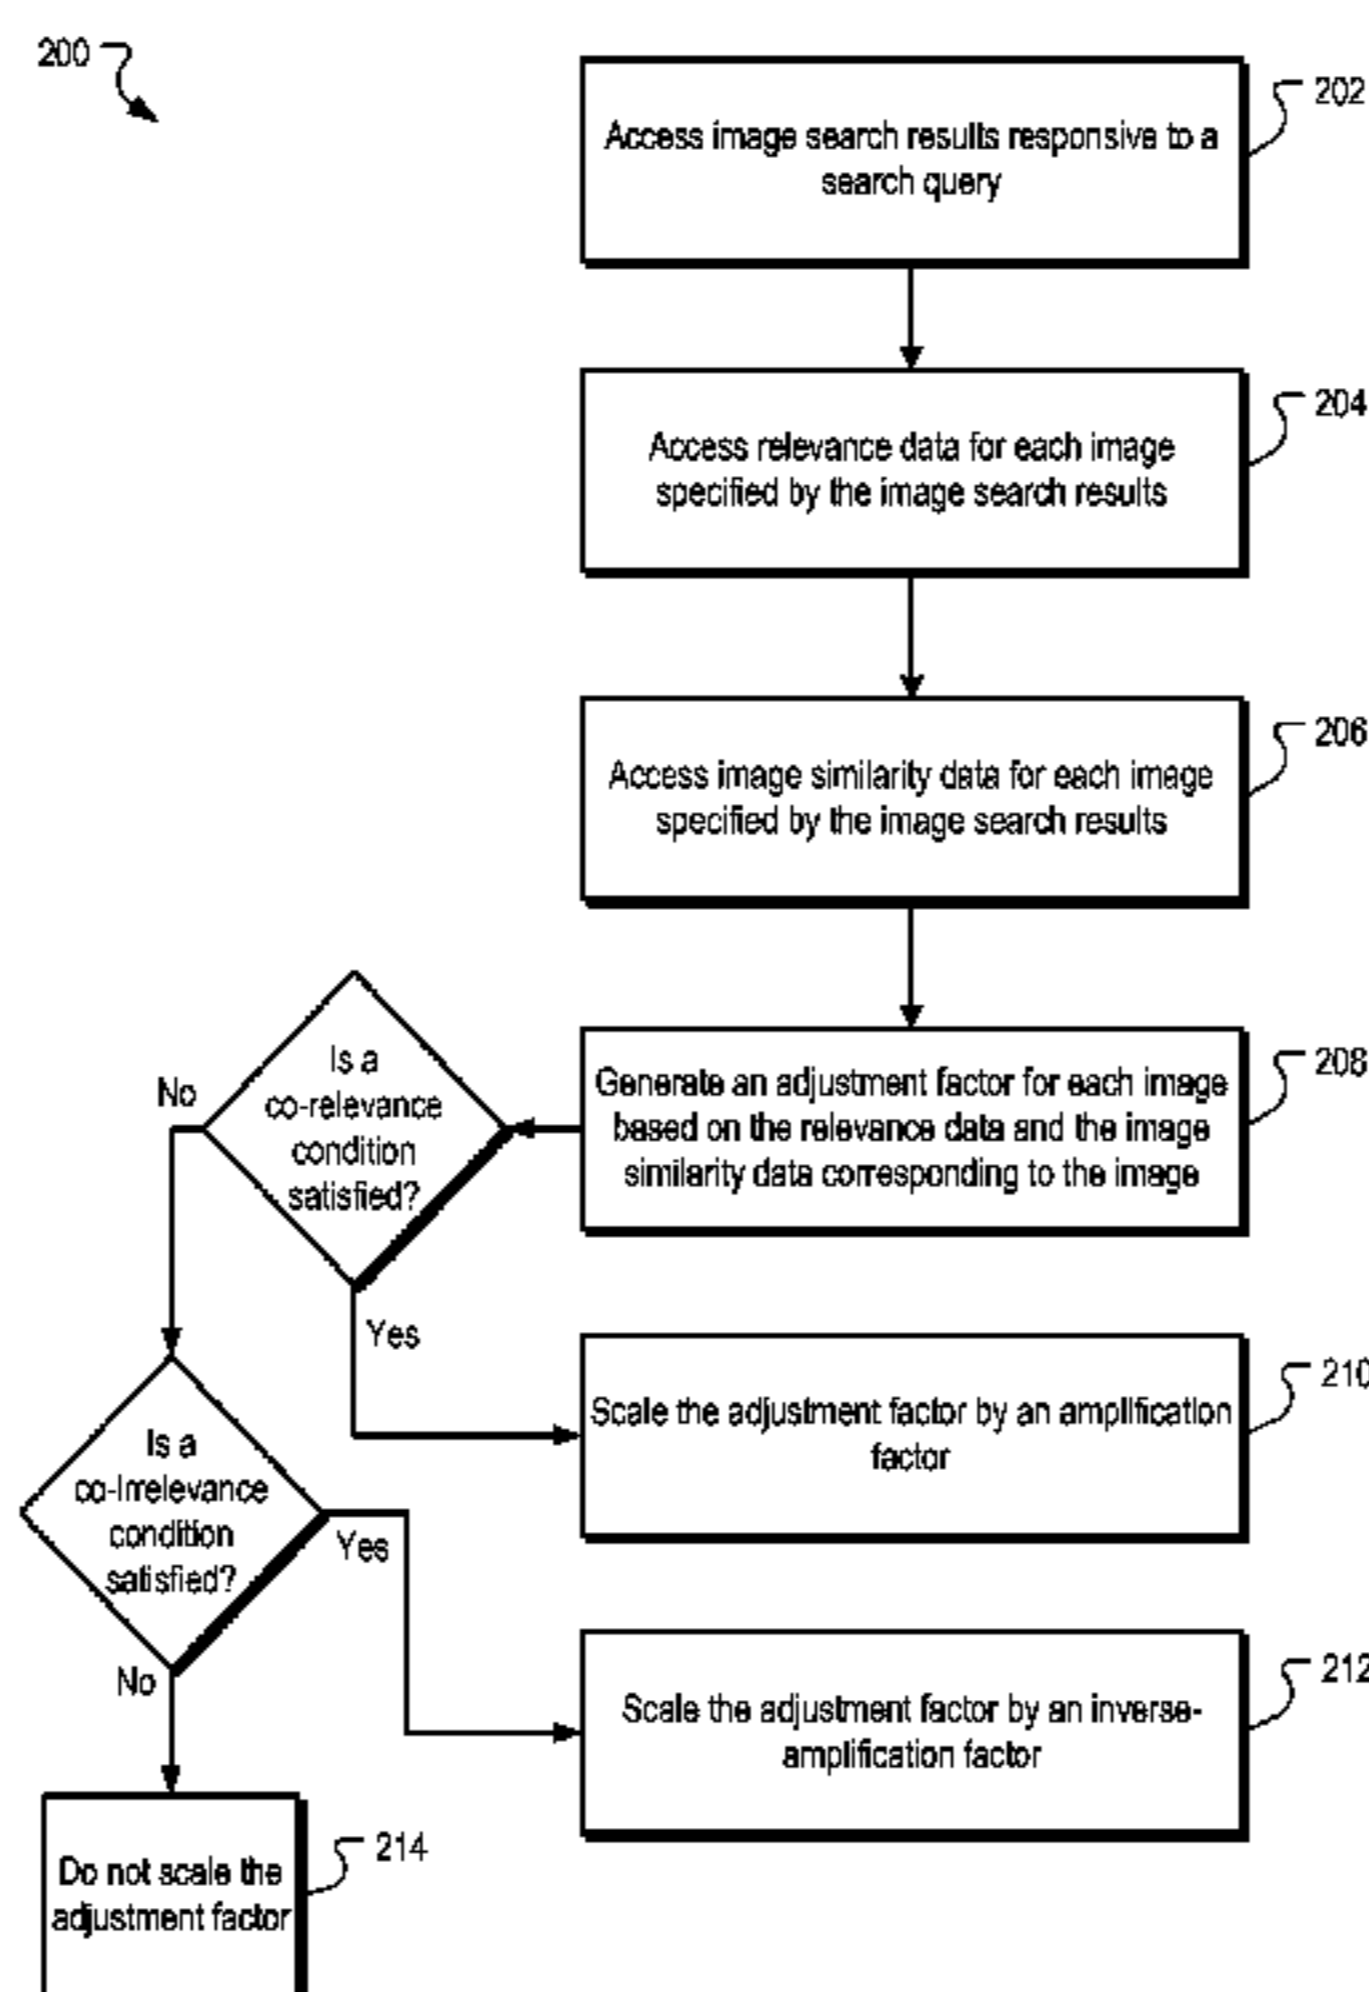 200
202
Access image search results responsive to a
search query
204
Access relevance data for each image
specified by the image search results
206
Access image similarity data for each image
specified by the image search results
208
Generate an adjustment factor for each image
based on the relevance data and the image
similarity data corresponding to the image
Is a
co-relevance
condition
satisfied?
No
Yes
210
Scale the adjustment factor by an amplification
factor
Is a
co-Irrelevance
condition
satisfied?
Yes
No
212
Scale the adjustment factor by an inverse-
amplification factor
214
Do not scale the
adjustment factor